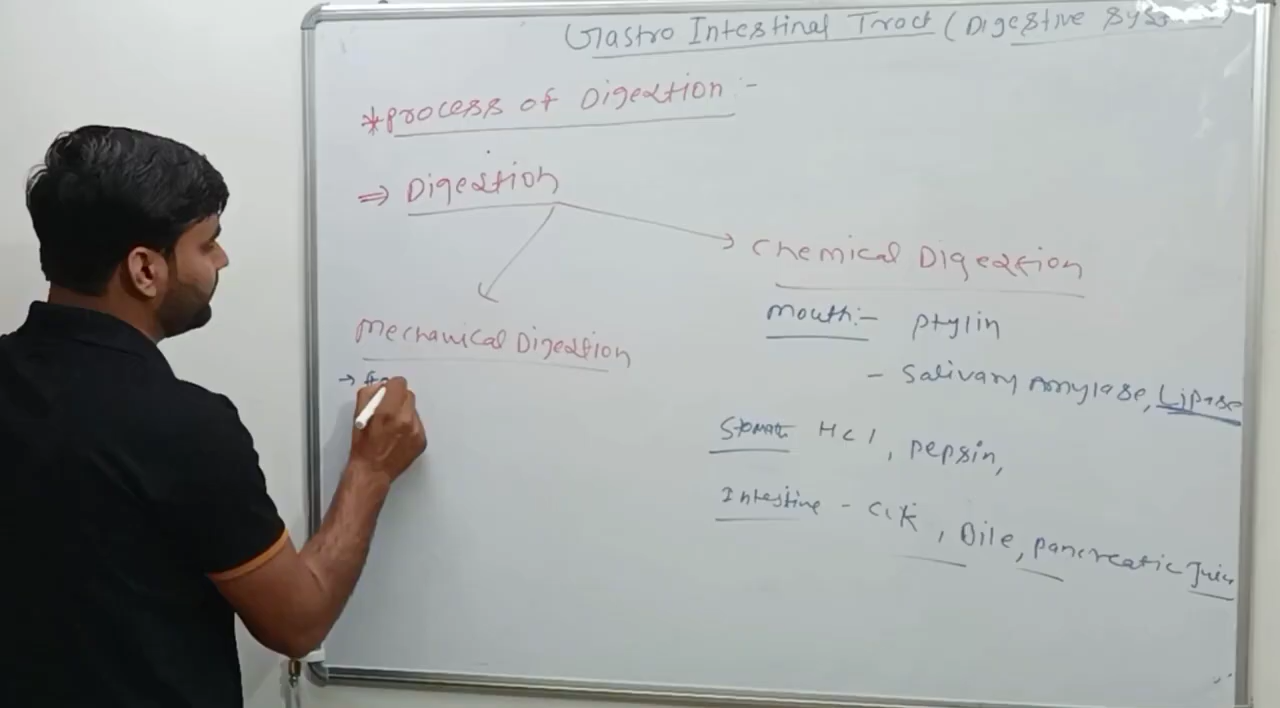 Gastro Intestinal Tract (Digestive Syst
*Process of Digestion :-
⇒ Digestion
→ Chemical Digestion
Mouth:- Ptylin
- Salivary Amylase, Lipase
Mechanical Digestion
→
Stomach HCl, Pepsin,
Intestine - CCK, Bile, Pancreatic Juice